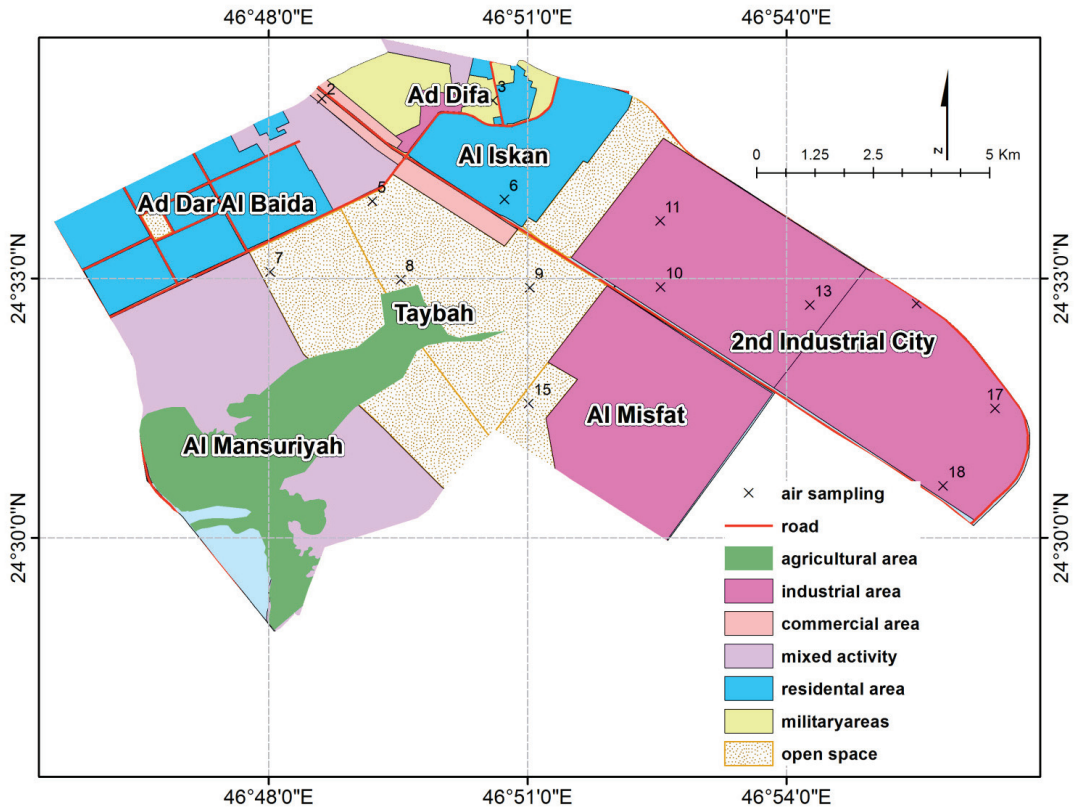 46°48'0"E
46°51'0"E
46°54'0"E
2
Ad Difa
3
Al Iskan
N
0
1.25
2.5
5 Km
Ad Dar Al Baida
5
6
11
7
8
9
10
24°33'0"N
24°33'0"N
13
Taybah
2nd Industrial City
15
Al Misfat
17
Al Mansuriyah
18
air sampling
road
24°30'0"N
24°30'0"N
agricultural area
industrial area
commercial area
mixed activity
residental area
militaryareas
open space
46°48'0"E
46°51'0"E
46°54'0"E